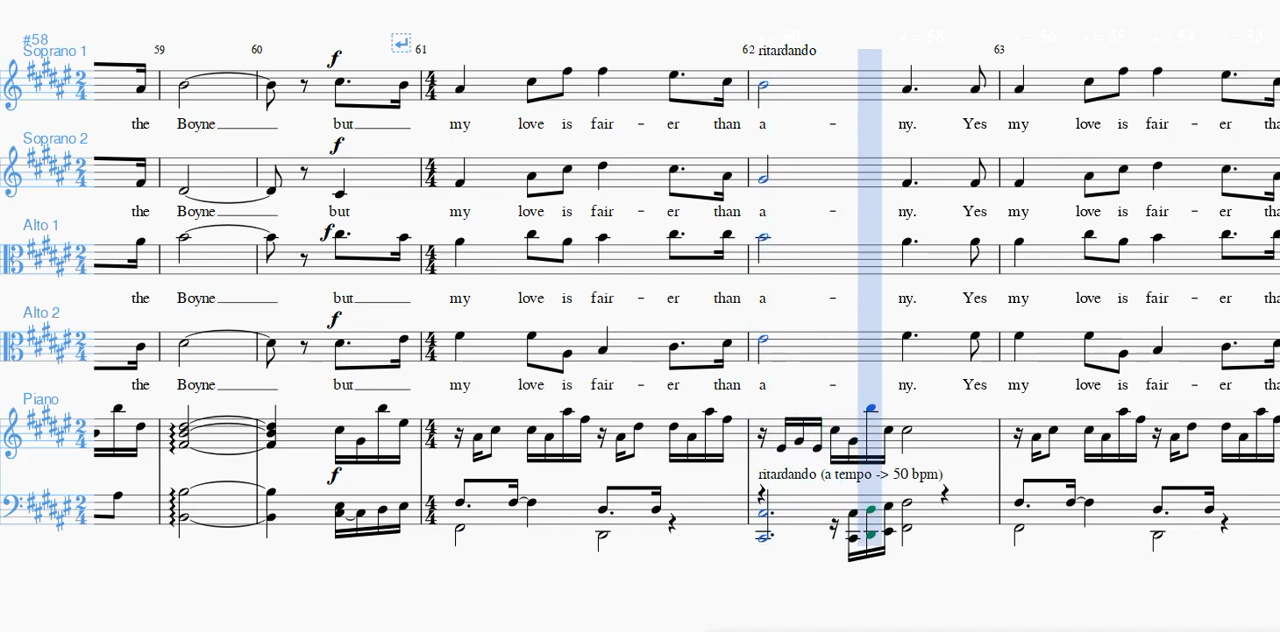 #58
Soprano 1
59 60 61 62 ritardando 63
f
the Boyne but my love is fair - er than a - ny. Yes my love is fair - er
Soprano 2
f
the Boyne but my love is fair - er than a - ny. Yes my love is fair - er
Alto 1
f
the Boyne but my love is fair - er than a - ny. Yes my love is fair - er
Alto 2
f
the Boyne but my love is fair - er than a - ny. Yes my love is fair - er
Piano
f
ritardando (a tempo -> 50 bpm)